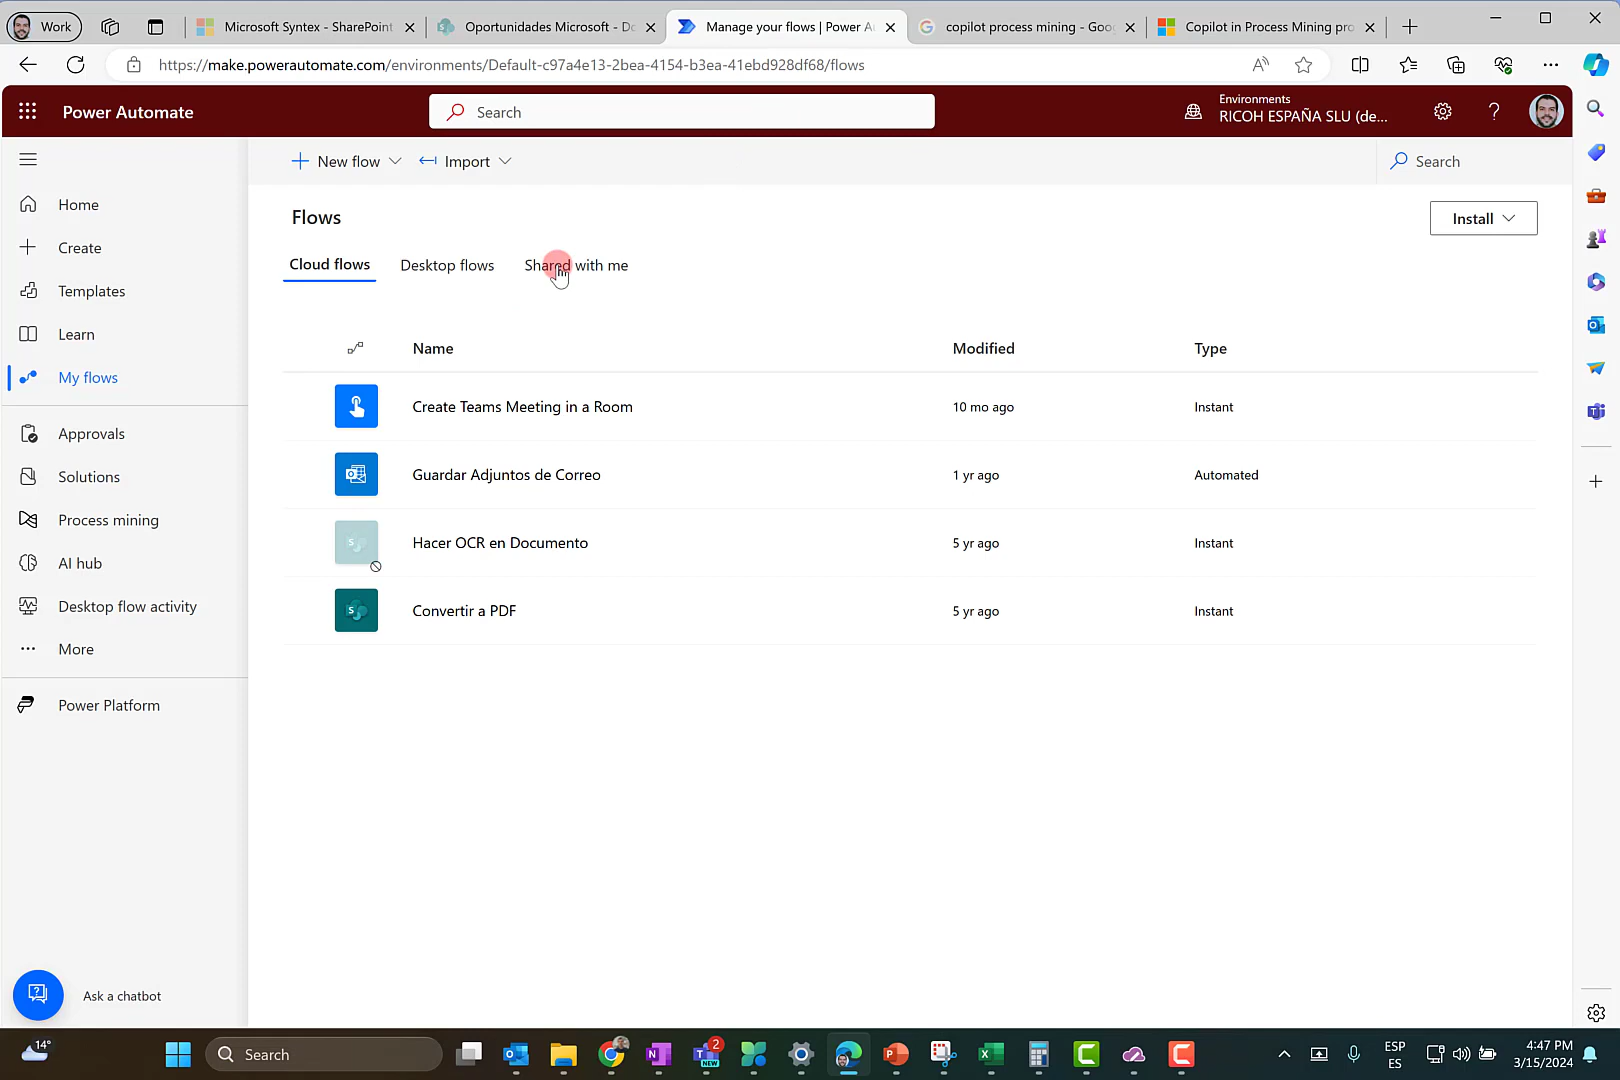 Work
Microsoft Syntex - SharePoint
Oportunidades Microsoft - Do
Manage your flows | Power A
copilot process mining - Goo
Copilot in Process Mining pro
https://make.powerautomate.com/environments/Default-c97a4e13-2bea-4154-b3ea-41ebd928df68/flows
Power Automate
Search
Environments
RICOH ESPAÑA SLU (de...
New flow
Import
Search
Home
Create
Templates
Learn
My flows
Approvals
Solutions
Process mining
AI hub
Desktop flow activity
More
Power Platform
Flows
Install
Cloud flows
Desktop flows
Shared with me
Name
Modified
Type
Create Teams Meeting in a Room
10 mo ago
Instant
Guardar Adjuntos de Correo
1 yr ago
Automated
Hacer OCR en Documento
5 yr ago
Instant
Convertir a PDF
5 yr ago
Instant
Ask a chatbot
14°
Search
2
NEW
ESP
ES
4:47 PM
3/15/2024